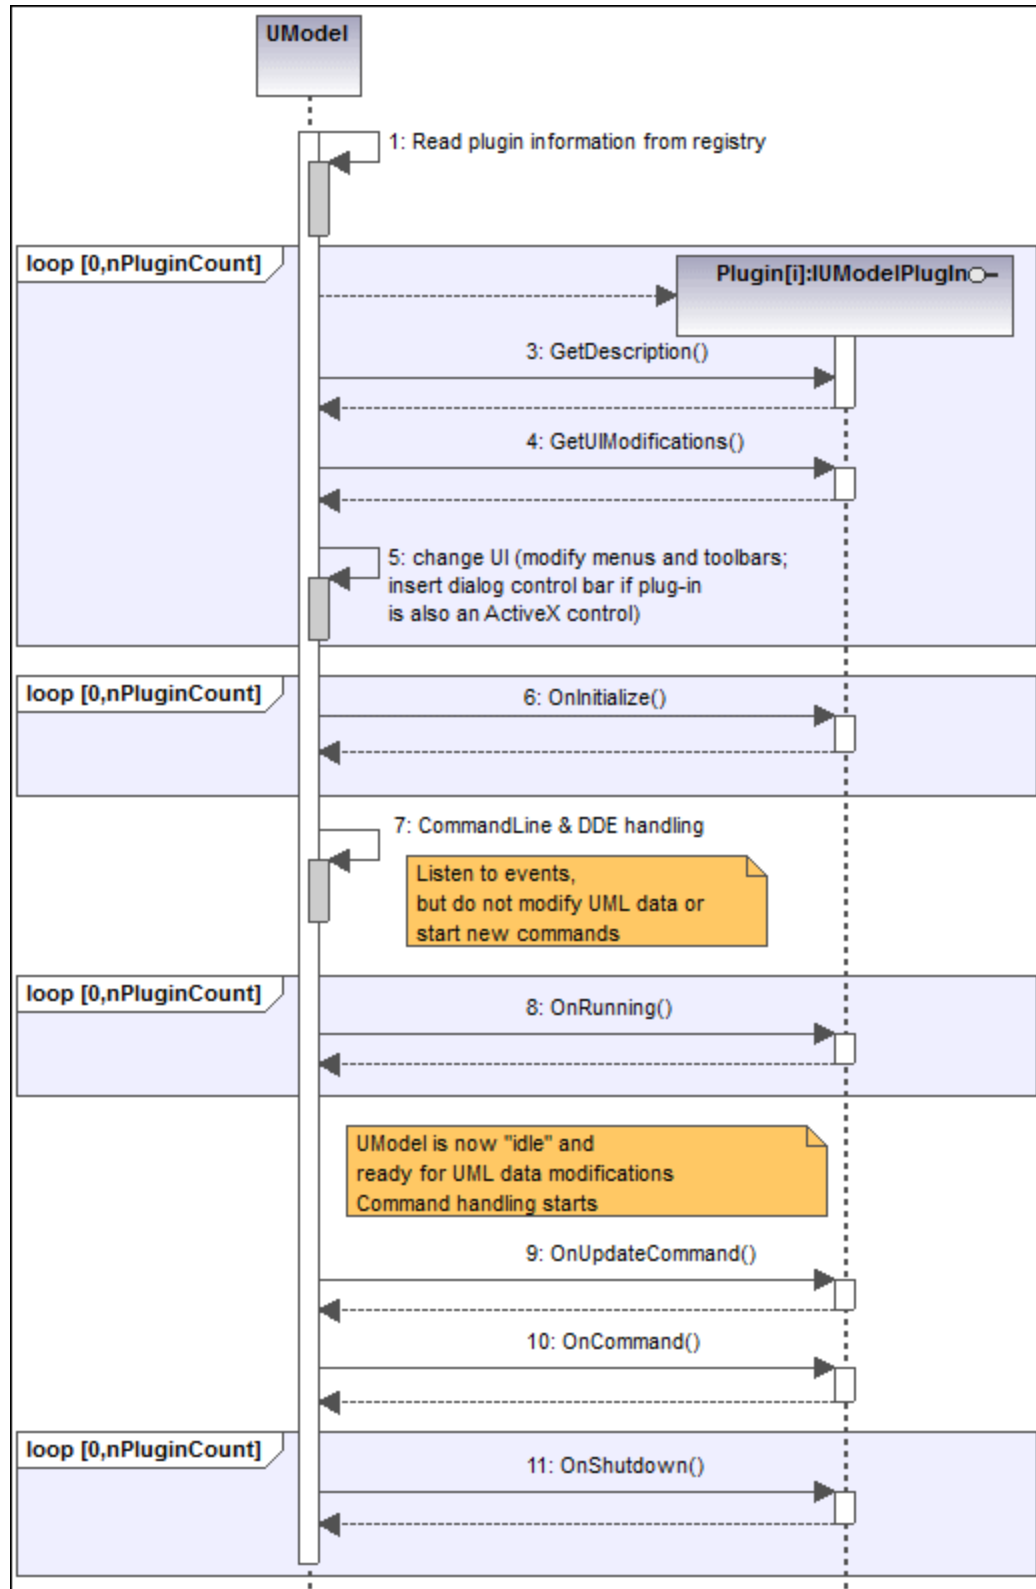 UModel
1: Read plugin information from registry
loop [0,nPluginCount]
Plugin[i]:IUModelPlugIn
3: GetDescription()
4: GetUIModifications()
5: change UI (modify menus and toolbars;
insert dialog control bar if plug-in
is also an ActiveX control)
loop [0,nPluginCount]
6: OnInitialize()
7: CommandLine & DDE handling
Listen to events,
but do not modify UML data or
start new commands
loop [0,nPluginCount]
8: OnRunning()
UModel is now "idle" and
ready for UML data modifications
Command handling starts
9: OnUpdateCommand()
10: OnCommand()
loop [0,nPluginCount]
11: OnShutdown()